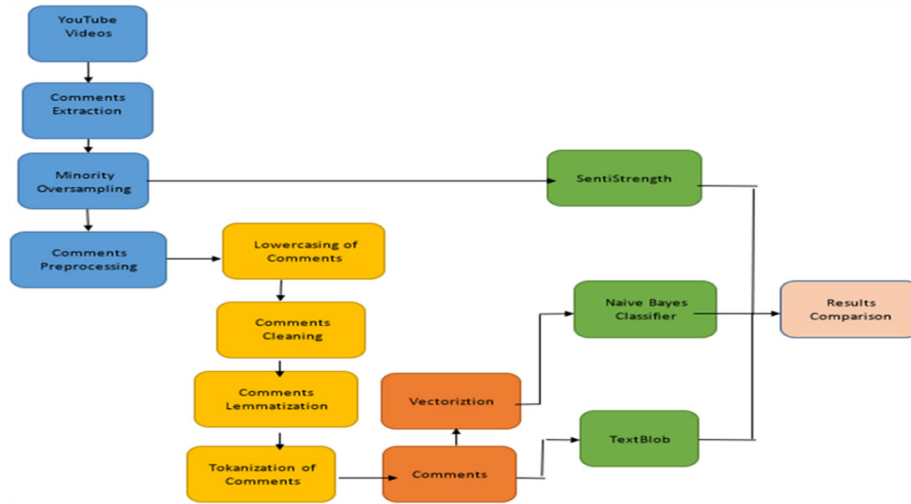 YouTube
Videos
Comments
Extraction
Minority
Oversampling
SentiStrength
Comments
Preprocessing
Lowercasing of
Comments
Comments
Cleaning
Naive Bayes
Classifier
Results
Comparison
Comments
Lemmatization
Vectoriztion
TextBlob
Tokanization of
Comments
Comments